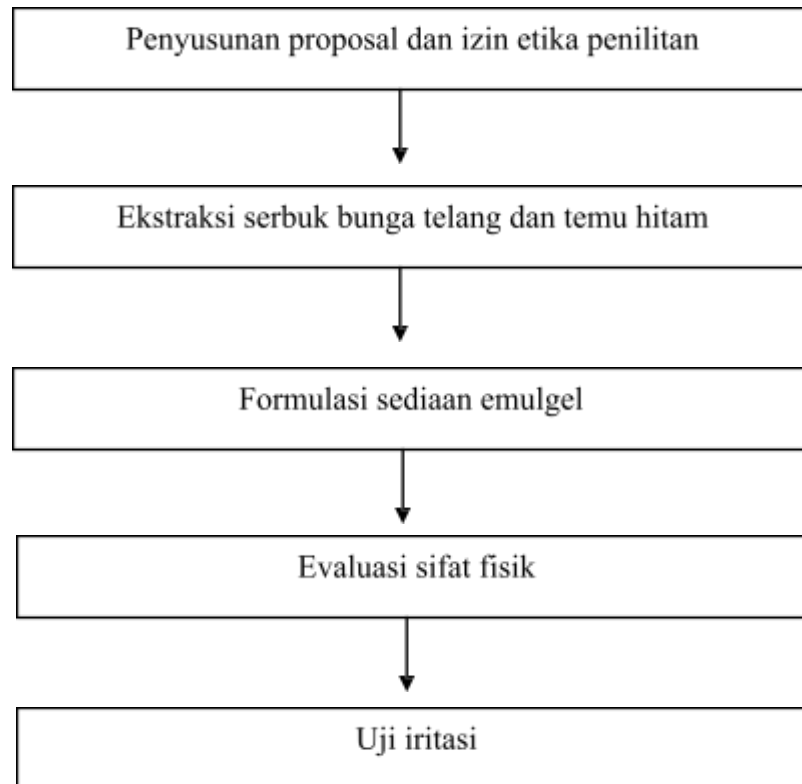 Penyusunan proposal dan izin etika penilitan
Ekstraksi serbuk bunga telang dan temu hitam
Formulasi sediaan emulgel
Evaluasi sifat fisik
Uji iritasi